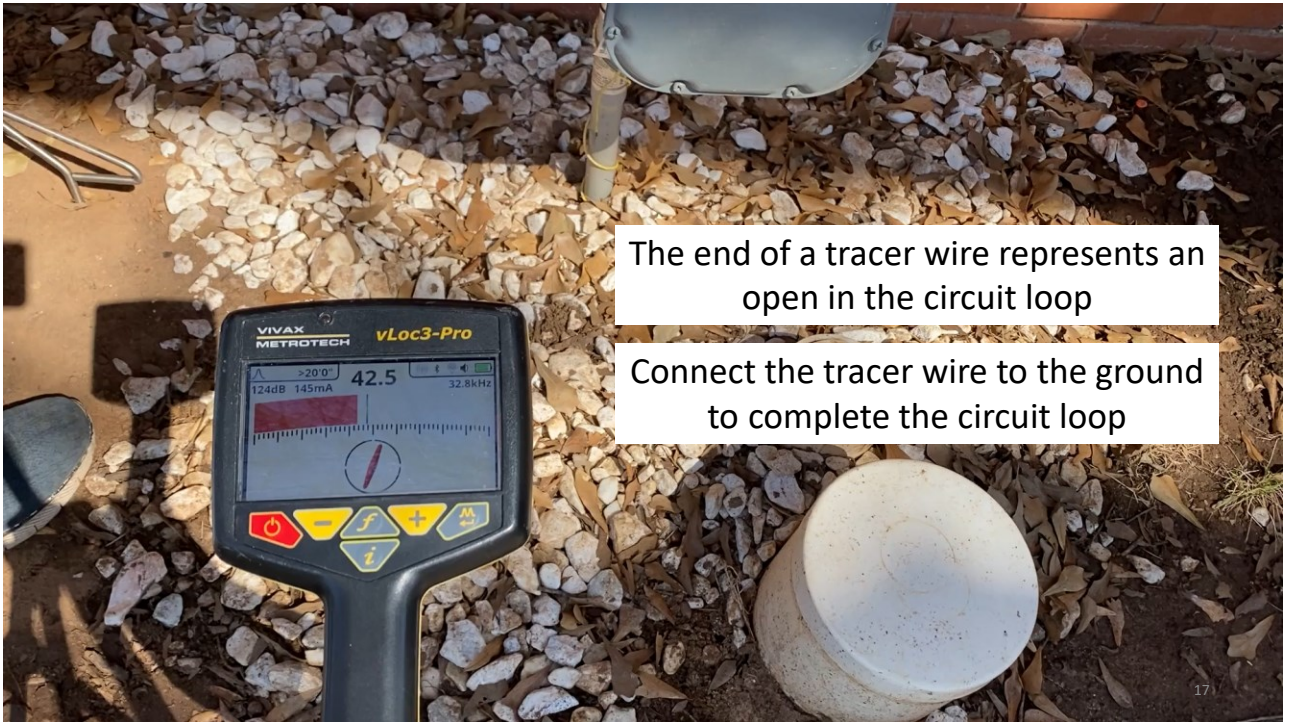 The end of a tracer wire represents an
open in the circuit loop
Connect the tracer wire to the ground
to complete the circuit loop
VIVAX
METROTECH
vLoc3-Pro
>20'0"
42.5
124dB 145mA
32.8kHz
f
M
i
17